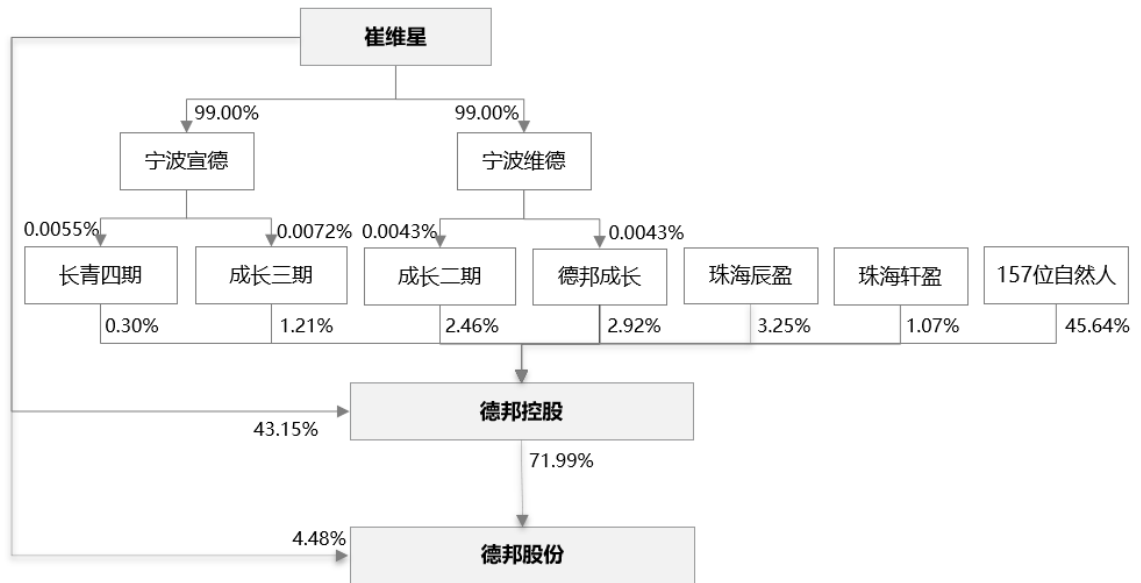 崔维星
99.00%
99.00%
宁波宣德
宁波维德
0.0055%
0.0072%
0.0043%
0.0043%
长青四期
成长三期
成长二期
德邦成长
珠海辰盈
珠海轩盈
157位自然人
0.30%
1.21%
2.46%
2.92%
3.25%
1.07%
45.64%
德邦控股
43.15%
71.99%
4.48%
德邦股份